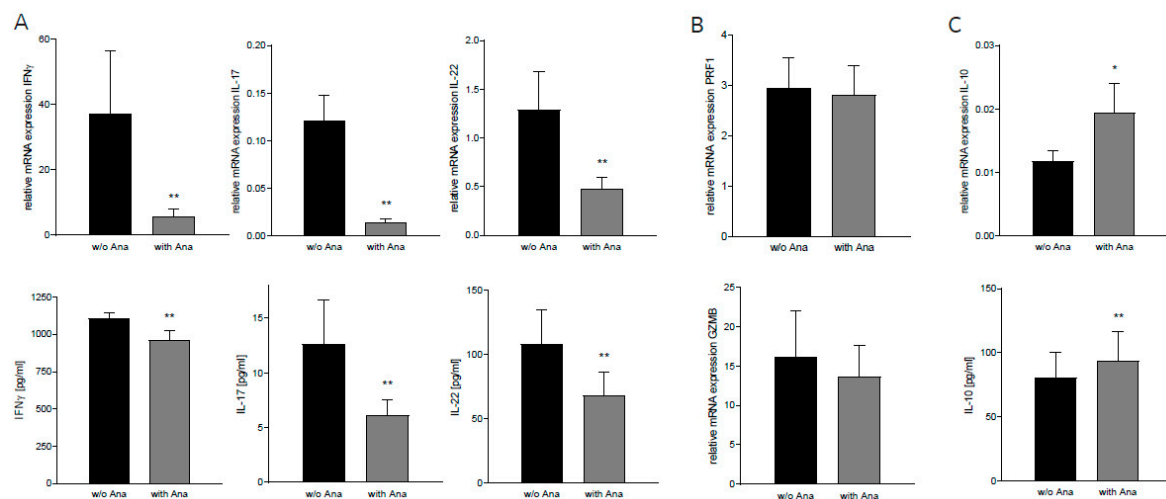 A
B
C
relative mRNA expression IFNγ
60
40
20
0
**
w/o Ana with Ana
relative mRNA expression IL-17
0.20
0.15
0.10
0.05
0.00
**
w/o Ana with Ana
relative mRNA expression IL-22
2.0
1.5
1.0
0.5
0.0
**
w/o Ana with Ana
relative mRNA expression PRF1
4
3
2
1
0
w/o Ana with Ana
relative mRNA expression IL-10
0.03
0.02
0.01
0.00
*
w/o Ana with Ana
IFNγ [pg/ml]
1250
1000
750
500
250
0
**
w/o Ana with Ana
IL-17 [pg/ml]
15
10
5
0
**
w/o Ana with Ana
IL-22 [pg/ml]
150
100
50
0
**
w/o Ana with Ana
relative mRNA expression GZMB
25
20
15
10
5
0
w/o Ana with Ana
IL-10 [pg/ml]
150
100
50
0
**
w/o Ana with Ana